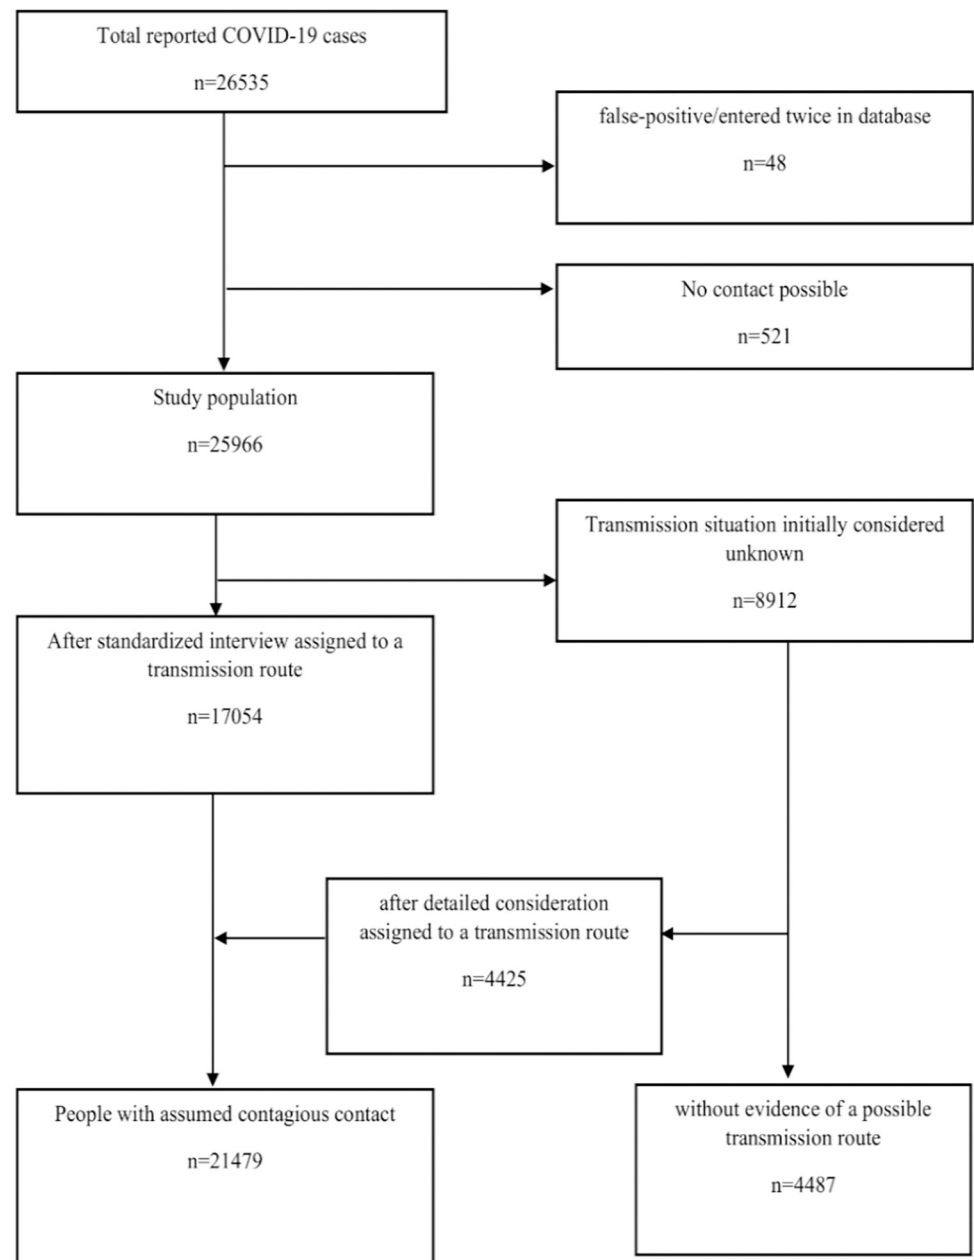 Total reported COVID-19 cases
n=26535
false-positive/entered twice in database
n=48
No contact possible
n=521
Study population
n=25966
Transmission situation initially considered
unknown
n=8912
After standardized interview assigned to a
transmission route
n=17054
after detailed consideration
assigned to a transmission route
n=4425
People with assumed contagious contact
n=21479
without evidence of a possible
transmission route
n=4487